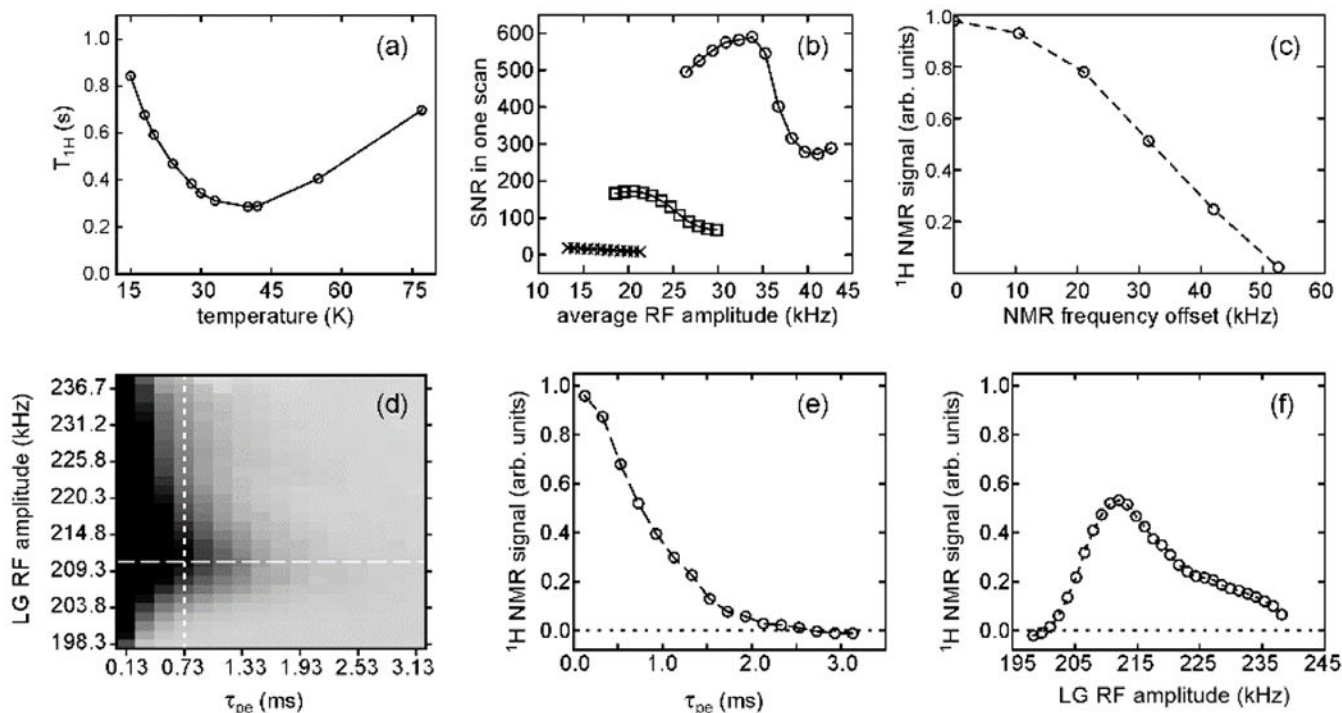 (a)
1.0
0.8
0.6
0.4
0.2
0.0
T1H (s)
15 30 45 60 75
temperature (K)
(b)
600
500
400
300
200
100
0
SNR in one scan
10 15 20 25 30 35 40 45
average RF amplitude (kHz)
(c)
1.0
0.8
0.6
0.4
0.2
1H NMR signal (arb. units)
0 10 20 30 40 50 60
NMR frequency offset (kHz)
(d)
236.7
231.2
225.8
220.3
214.8
209.3
203.8
198.3
LG RF amplitude (kHz)
0.13 0.73 1.33 1.93 2.53 3.13
τpe (ms)
(e)
1.0
0.8
0.6
0.4
0.2
0.0
1H NMR signal (arb. units)
0.0 1.0 2.0 3.0
τpe (ms)
(f)
1.0
0.8
0.6
0.4
0.2
0.0
1H NMR signal (arb. units)
195 205 215 225 235 245
LG RF amplitude (kHz)